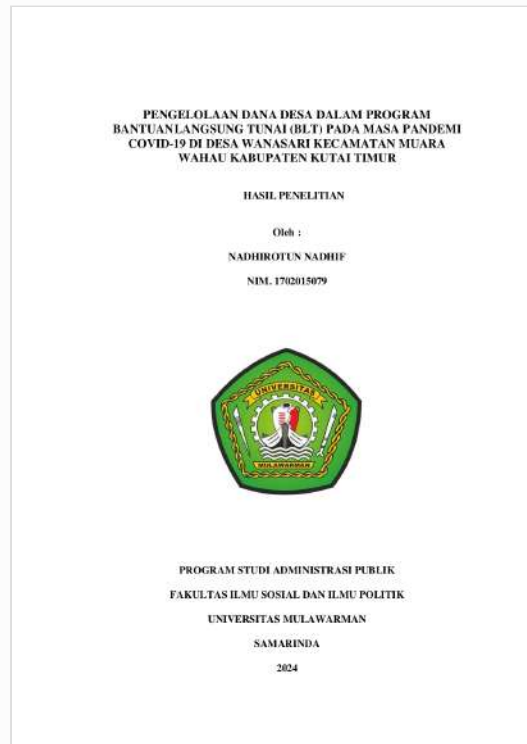 PENGELOLAAN DANA DESA DALAM PROGRAM
BANTUANLANGSUNG TUNAI (BLT) PADA MASA PANDEMI
COVID-19 DI DESA WANASARI KECAMATAN MUARA
WAHAU KABUPATEN KUTAI TIMUR
HASIL PENELITIAN
Oleh :
NADHIROTUN NADHIF
NIM. 1702015079
UNIVERSITAS
MULAWARMAN
PROGRAM STUDI ADMINISTRASI PUBLIK
FAKULTAS ILMU SOSIAL DAN ILMU POLITIK
UNIVERSITAS MULAWARMAN
SAMARINDA
2024